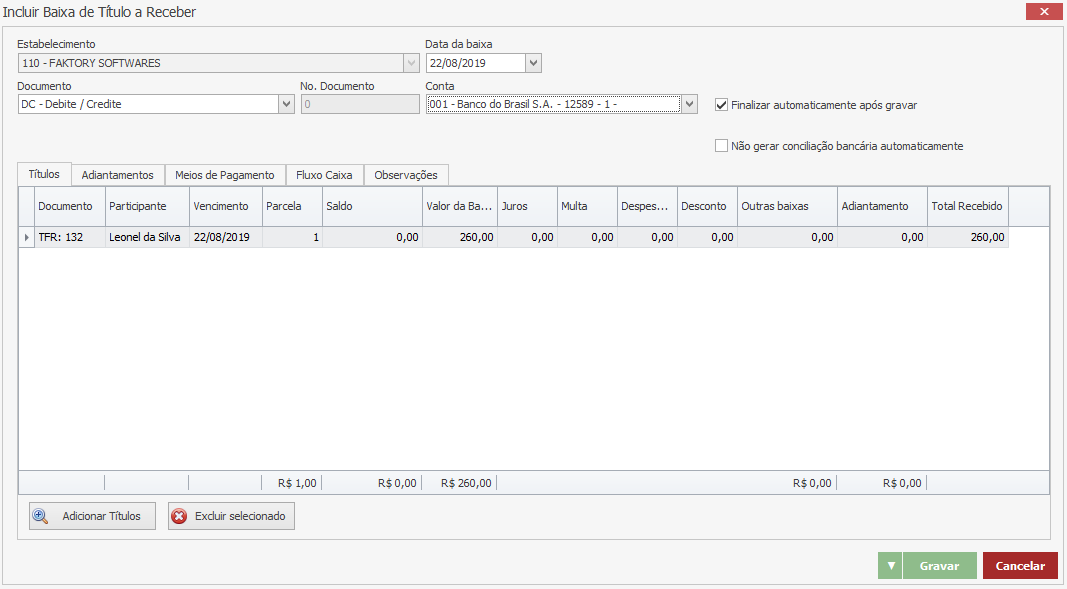 Incluir Baixa de Título a Receber
Estabelecimento Data da baixa
110 - FAKTORY SOFTWARES 22/08/2019
Documento No. Documento Conta
DC - Debite / Credite 0 001 - Banco do Brasil S.A. - 12589 - 1 - Finalizar automaticamente após gravar
Não gerar conciliação bancária automaticamente
Títulos Adiantamentos Meios de Pagamento Fluxo Caixa Observações
Documento Participante Vencimento Parcela Saldo Valor da Ba... Juros Multa Despes... Desconto Outras baixas Adiantamento Total Recebido
TFR: 132 Leonel da Silva 22/08/2019 1 0,00 260,00 0,00 0,00 0,00 0,00 0,00 0,00 260,00
R$ 1,00 R$ 0,00 R$ 260,00 R$ 0,00 R$ 0,00
Adicionar Títulos Excluir selecionado
Gravar Cancelar